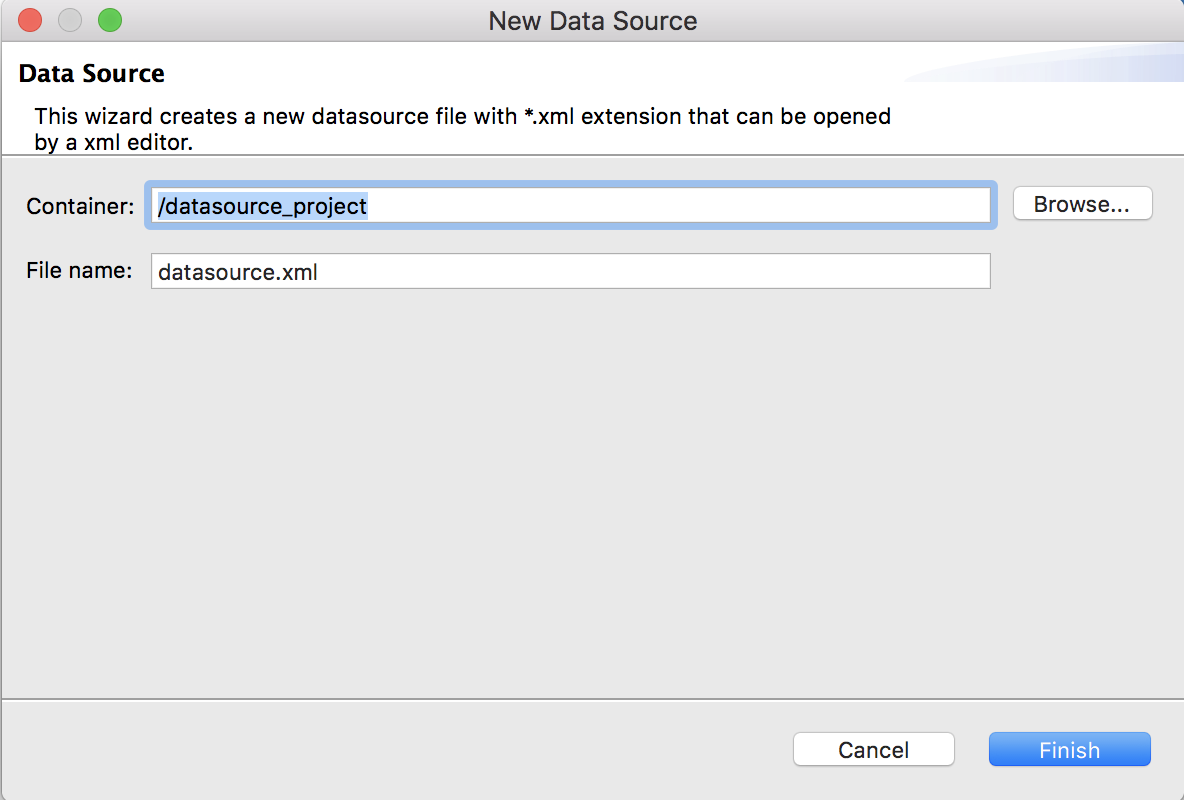 New Data Source
Data Source
This wizard creates a new datasource file with *.xml extension that can be opened
by a xml editor.
Container: /datasource_project Browse...
File name: datasource.xml
Cancel Finish